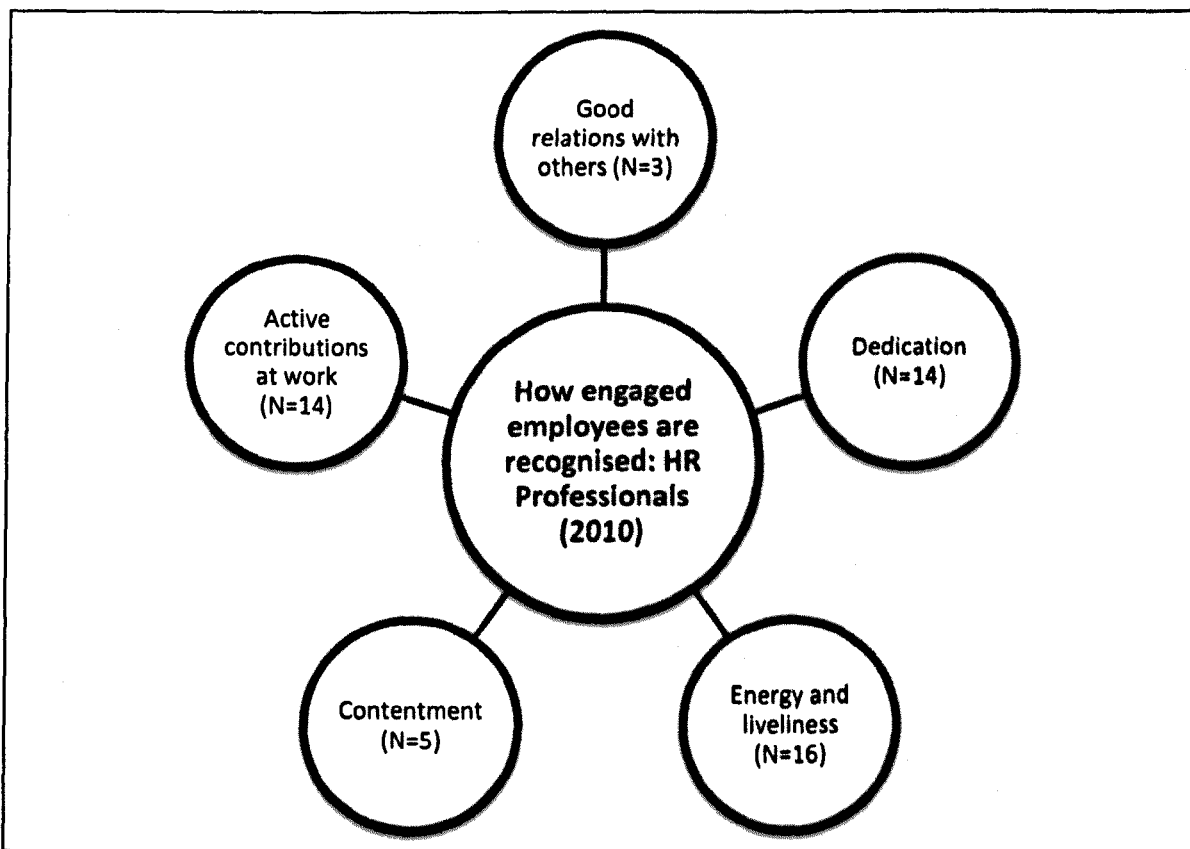 Good
relations with
others (N=3)
Active
contributions
at work
(N=14)
Dedication
(N=14)
How engaged
employees are
recognised: HR
Professionals
(2010)
Contentment
(N=5)
Energy and
liveliness
(N=16)